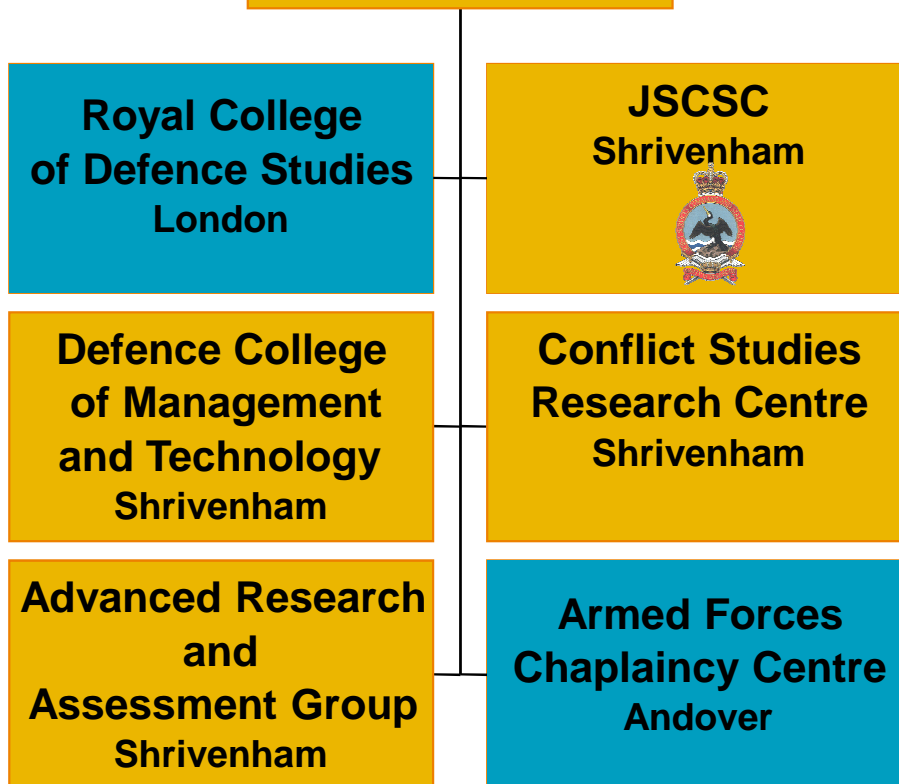 Royal College
of Defence Studies
London
JSCSC
Shrivenham
Defence College
of Management
and Technology
Shrivenham
Conflict Studies
Research Centre
Shrivenham
Advanced Research
and
Assessment Group
Shrivenham
Armed Forces
Chaplaincy Centre
Andover